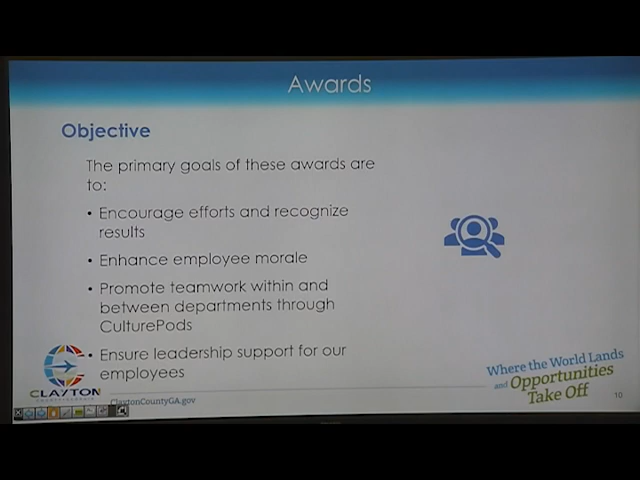 Awards
Objective
The primary goals of these awards are
to:
• Encourage efforts and recognize
results
• Enhance employee morale
• Promote teamwork within and
between departments through
CulturePods
• Ensure leadership support for our
employees
CLAYTON
ClaytonCountyGA.gov
Where the World Lands
and Opportunities
Take Off
10